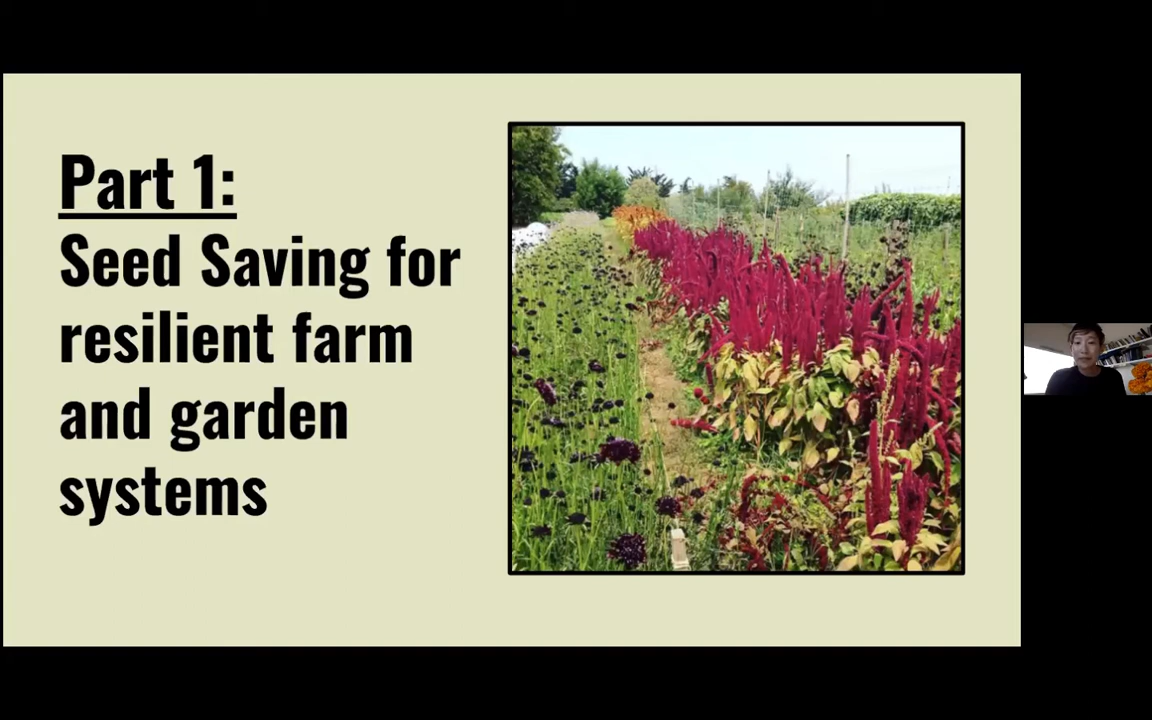 Part 1:
Seed Saving for
resilient farm
and garden
systems